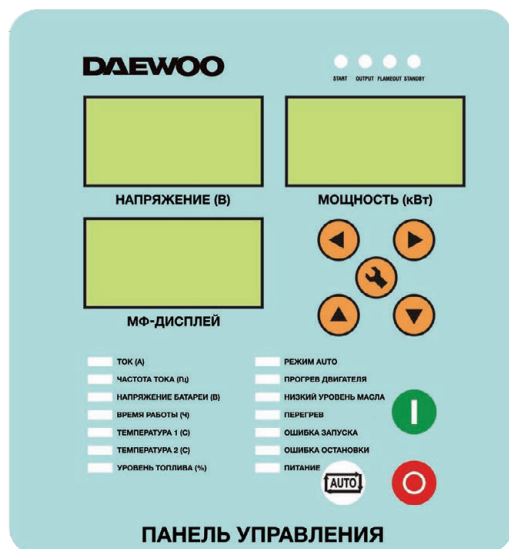 DAEWOO
START OUTPUT FLAMEOUT STANDBY
НАПРЯЖЕНИЕ (В)
МОЩНОСТЬ (кВт)
МФ-ДИСПЛЕЙ
ТОК (А)
ЧАСТОТА ТОКА (Гц)
НАПРЯЖЕНИЕ БАТАРЕИ (В)
ВРЕМЯ РАБОТЫ (Ч)
ТЕМПЕРАТУРА 1 (С)
ТЕМПЕРАТУРА 2 (С)
УРОВЕНЬ ТОПЛИВА (%)
РЕЖИМ AUTO
ПРОГРЕВ ДВИГАТЕЛЯ
НИЗКИЙ УРОВЕНЬ МАСЛА
ПЕРЕГРЕВ
ОШИБКА ЗАПУСКА
ОШИБКА ОСТАНОВКИ
ПИТАНИЕ
AUTO
ПАНЕЛЬ УПРАВЛЕНИЯ